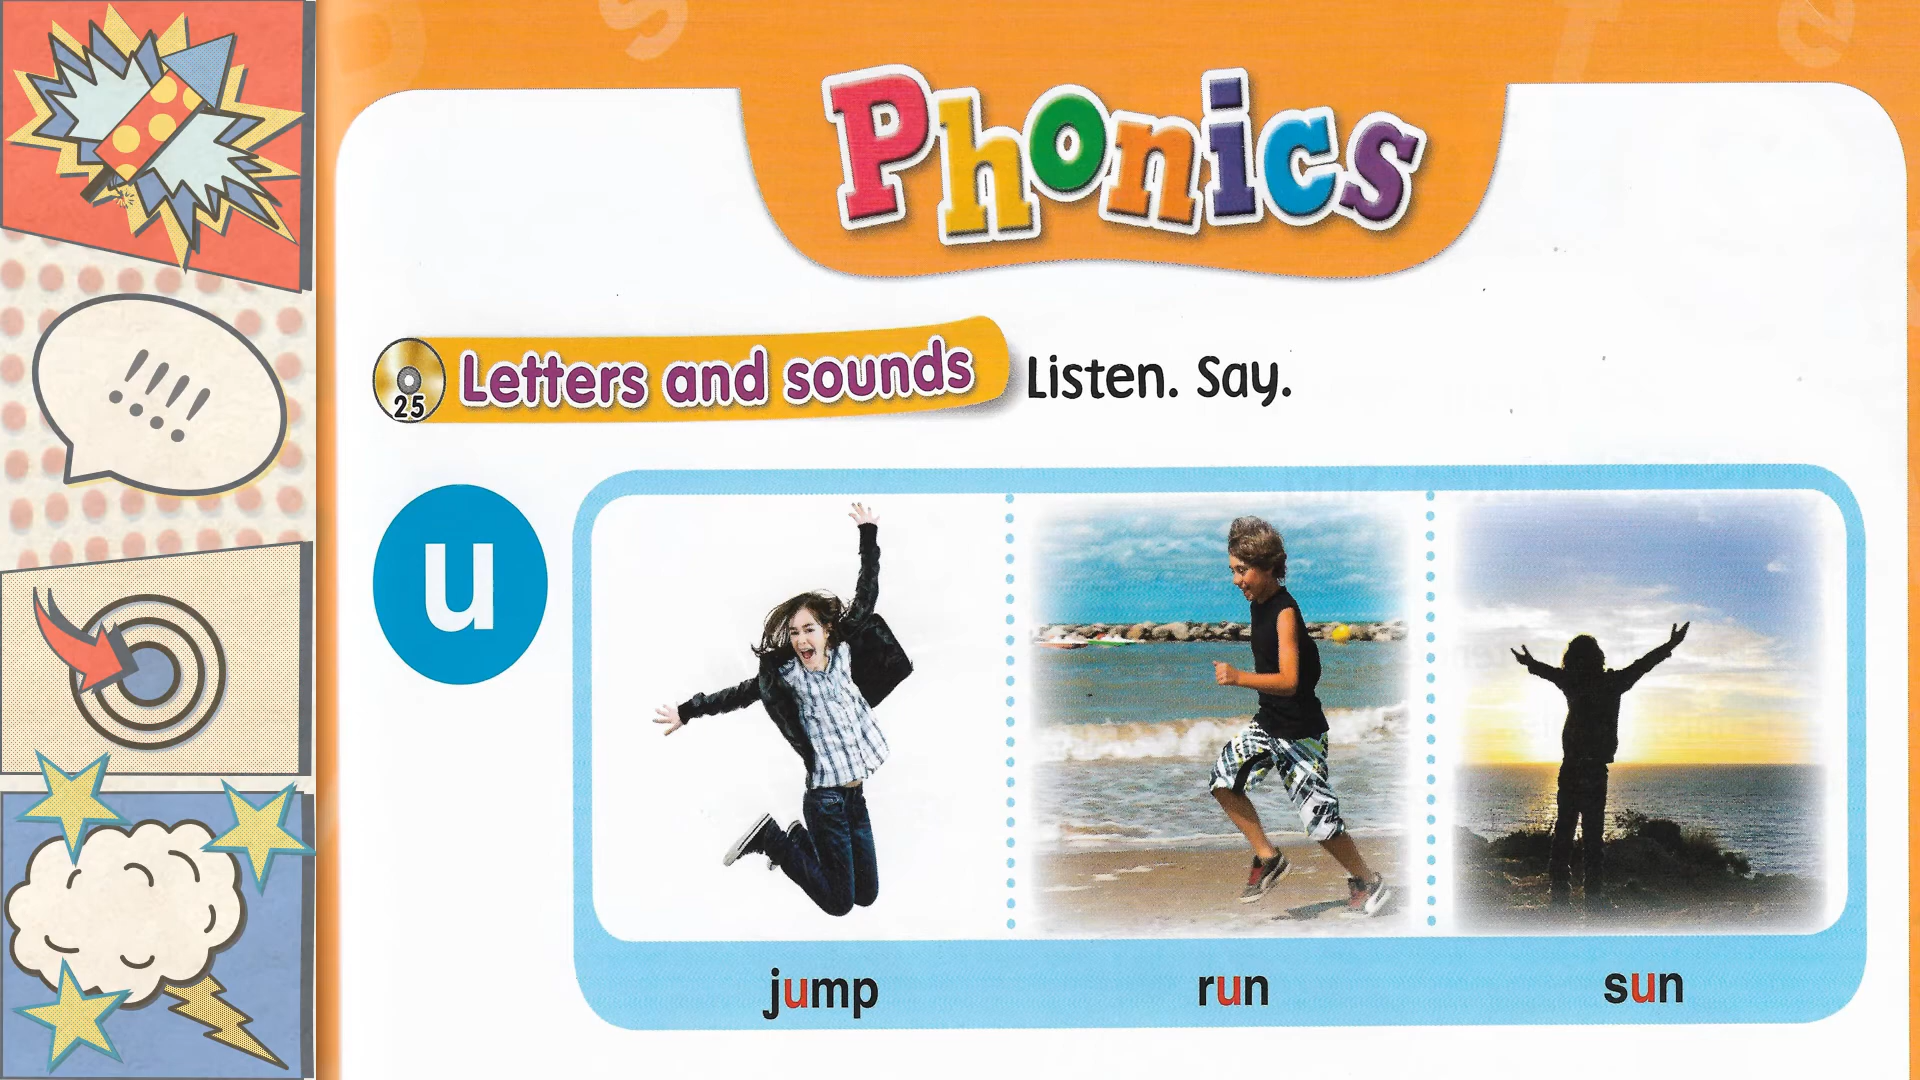 Phonics
25 Letters and sounds Listen. Say.
!!!!
u
jump run sun